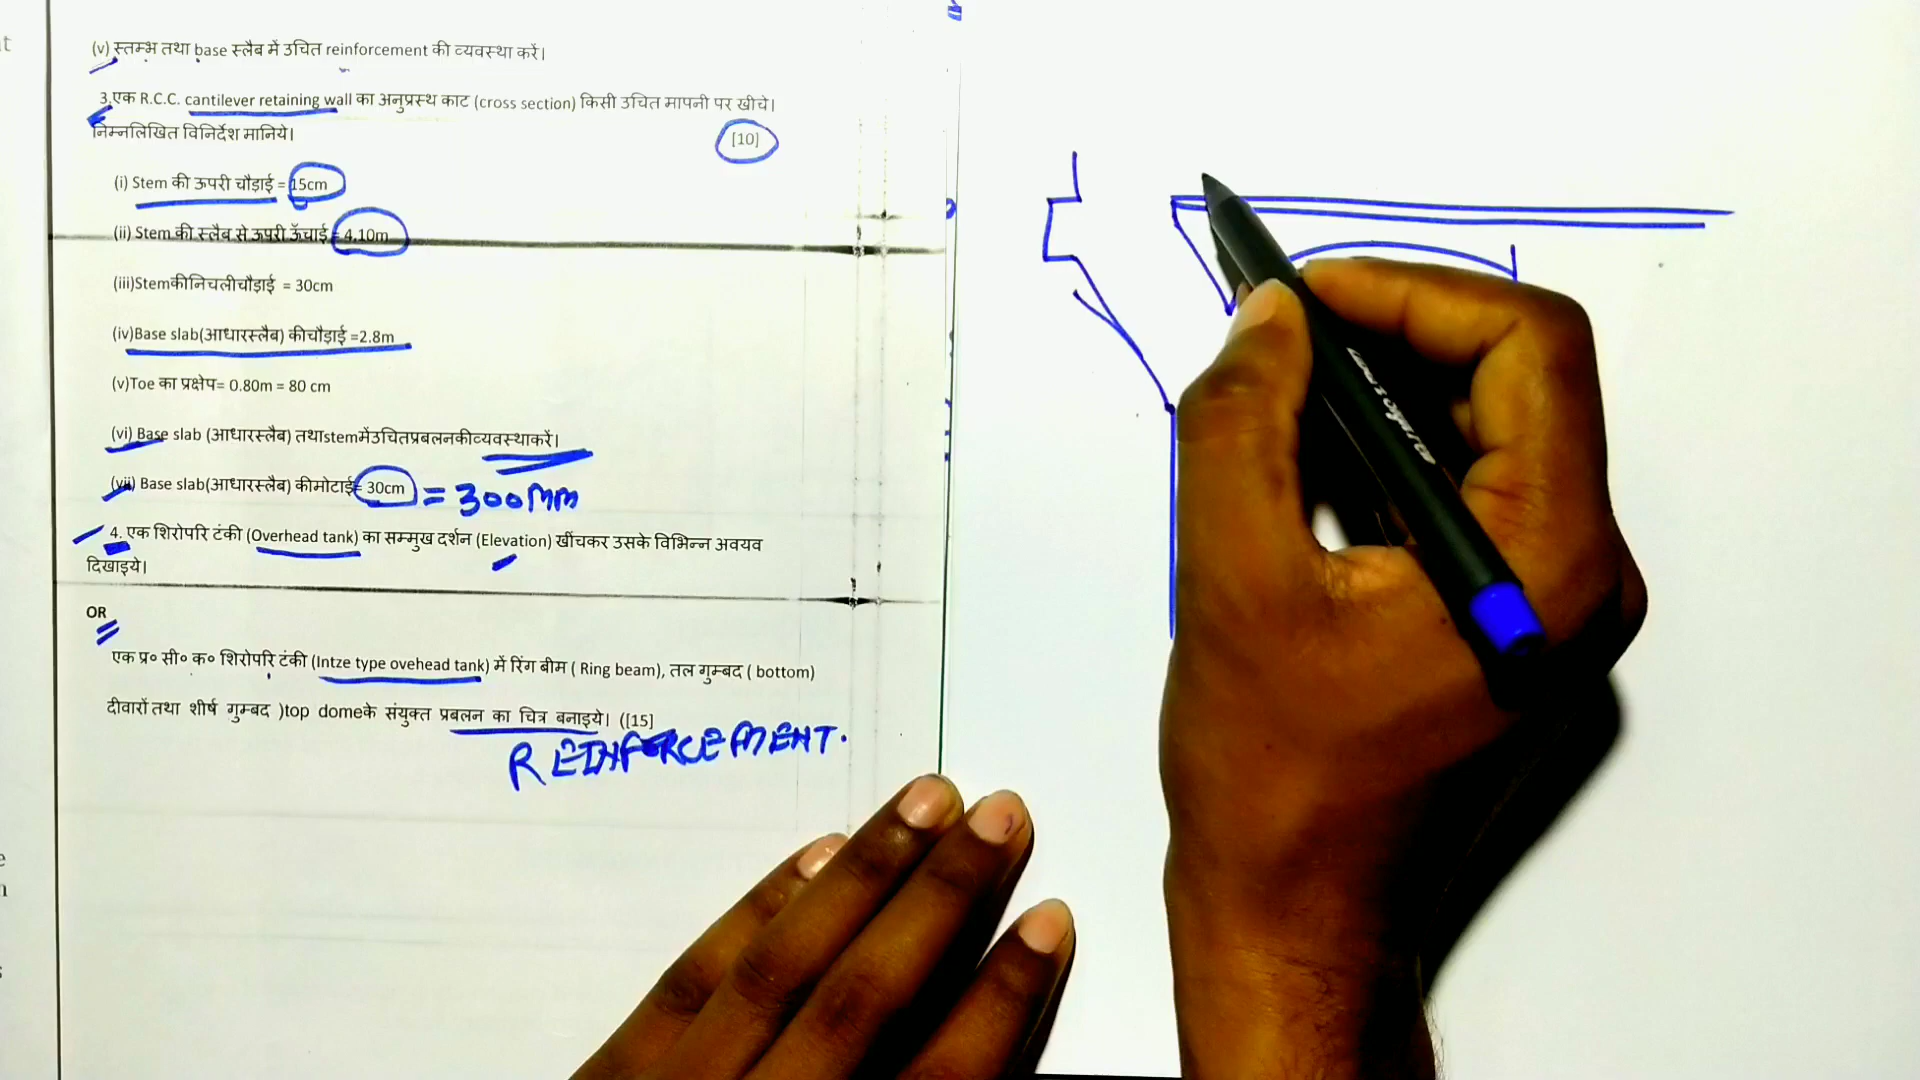 (v) स्तम्भ तथा base स्लैब में उचित reinforcement की व्यवस्था करें।
3.एक R.C.C. cantilever retaining wall का अनुप्रस्थ काट (cross section) किसी उचित मापनी पर खीचे।
निम्नलिखित विनिर्देश मानिये।
[10]
(i) Stem की ऊपरी चौड़ाई = 15cm
(ii) Stem की स्लैब से ऊपरी ऊँचाई = 4.10m
(iii)Stemकीनिचलीचौड़ाई = 30cm
(iv)Base slab(आधारस्लैब) कीचौड़ाई =2.8m
(v)Toe का प्रक्षेप= 0.80m = 80 cm
(vi) Base slab (आधारस्लैब) तथाstemमेंउचितप्रबलनकीव्यवस्थाकरें।
(vii) Base slab(आधारस्लैब) कीमोटाई= 30cm = 300mm
4. एक शिरोपरि टंकी (Overhead tank) का सम्मुख दर्शन (Elevation) खींचकर उसके विभिन्न अवयव
दिखाइये।
OR
एक प्र० सी० क० शिरोपरि टंकी (Intze type ovehead tank) में रिंग बीम ( Ring beam), तल गुम्बद ( bottom)
दीवारों तथा शीर्ष गुम्बद )top domeके संयुक्त प्रबलन का चित्र बनाइये। ([15]
REINFORCEMENT.